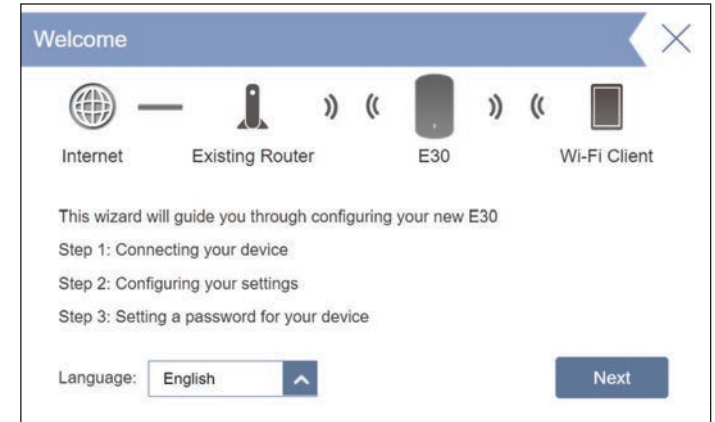 Welcome
Internet
Existing Router
E30
Wi-Fi Client
This wizard will guide you through configuring your new E30
Step 1: Connecting your device
Step 2: Configuring your settings
Step 3: Setting a password for your device
Language: English
Next